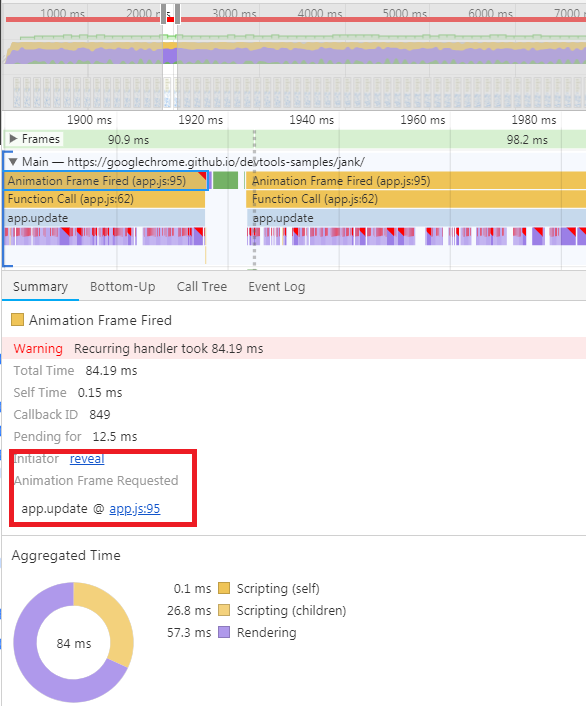 1000 ms 2000 ms 3000 ms 4000 ms 5000 ms 6000 ms 7000 ms
1900 ms 1920 ms 1940 ms 1960 ms 1980 ms
Frames 90.9 ms 98.2 ms
Main — https://googlechrome.github.io/devtools-samples/jank/
Animation Frame Fired (app.js:95) Animation Frame Fired (app.js:95)
Function Call (app.js:62) Function Call (app.js:62)
app.update app.update
Summary Bottom-Up Call Tree Event Log
Animation Frame Fired
Warning Recurring handler took 84.19 ms
Total Time 84.19 ms
Self Time 0.15 ms
Callback ID 849
Pending for 12.5 ms
Initiator reveal
Animation Frame Requested
app.update @ app.js:95
Aggregated Time
0.1 ms Scripting (self)
26.8 ms Scripting (children)
57.3 ms Rendering
84 ms